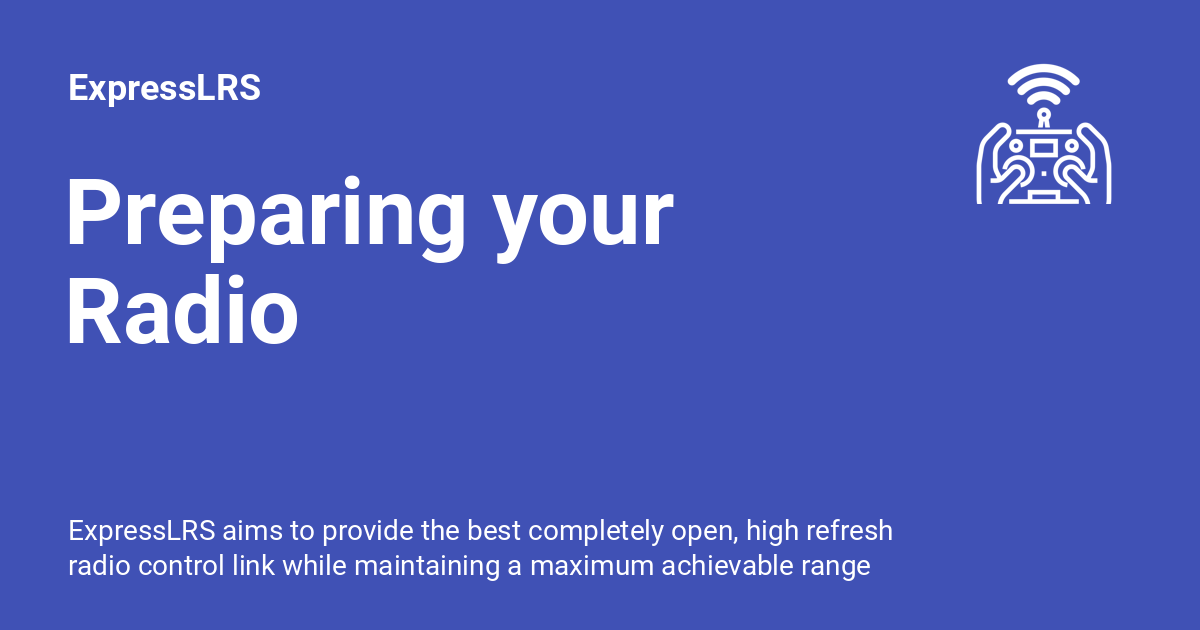 ExpressLRS
Preparing your
Radio
ExpressLRS aims to provide the best completely open, high refresh
radio control link while maintaining a maximum achievable range